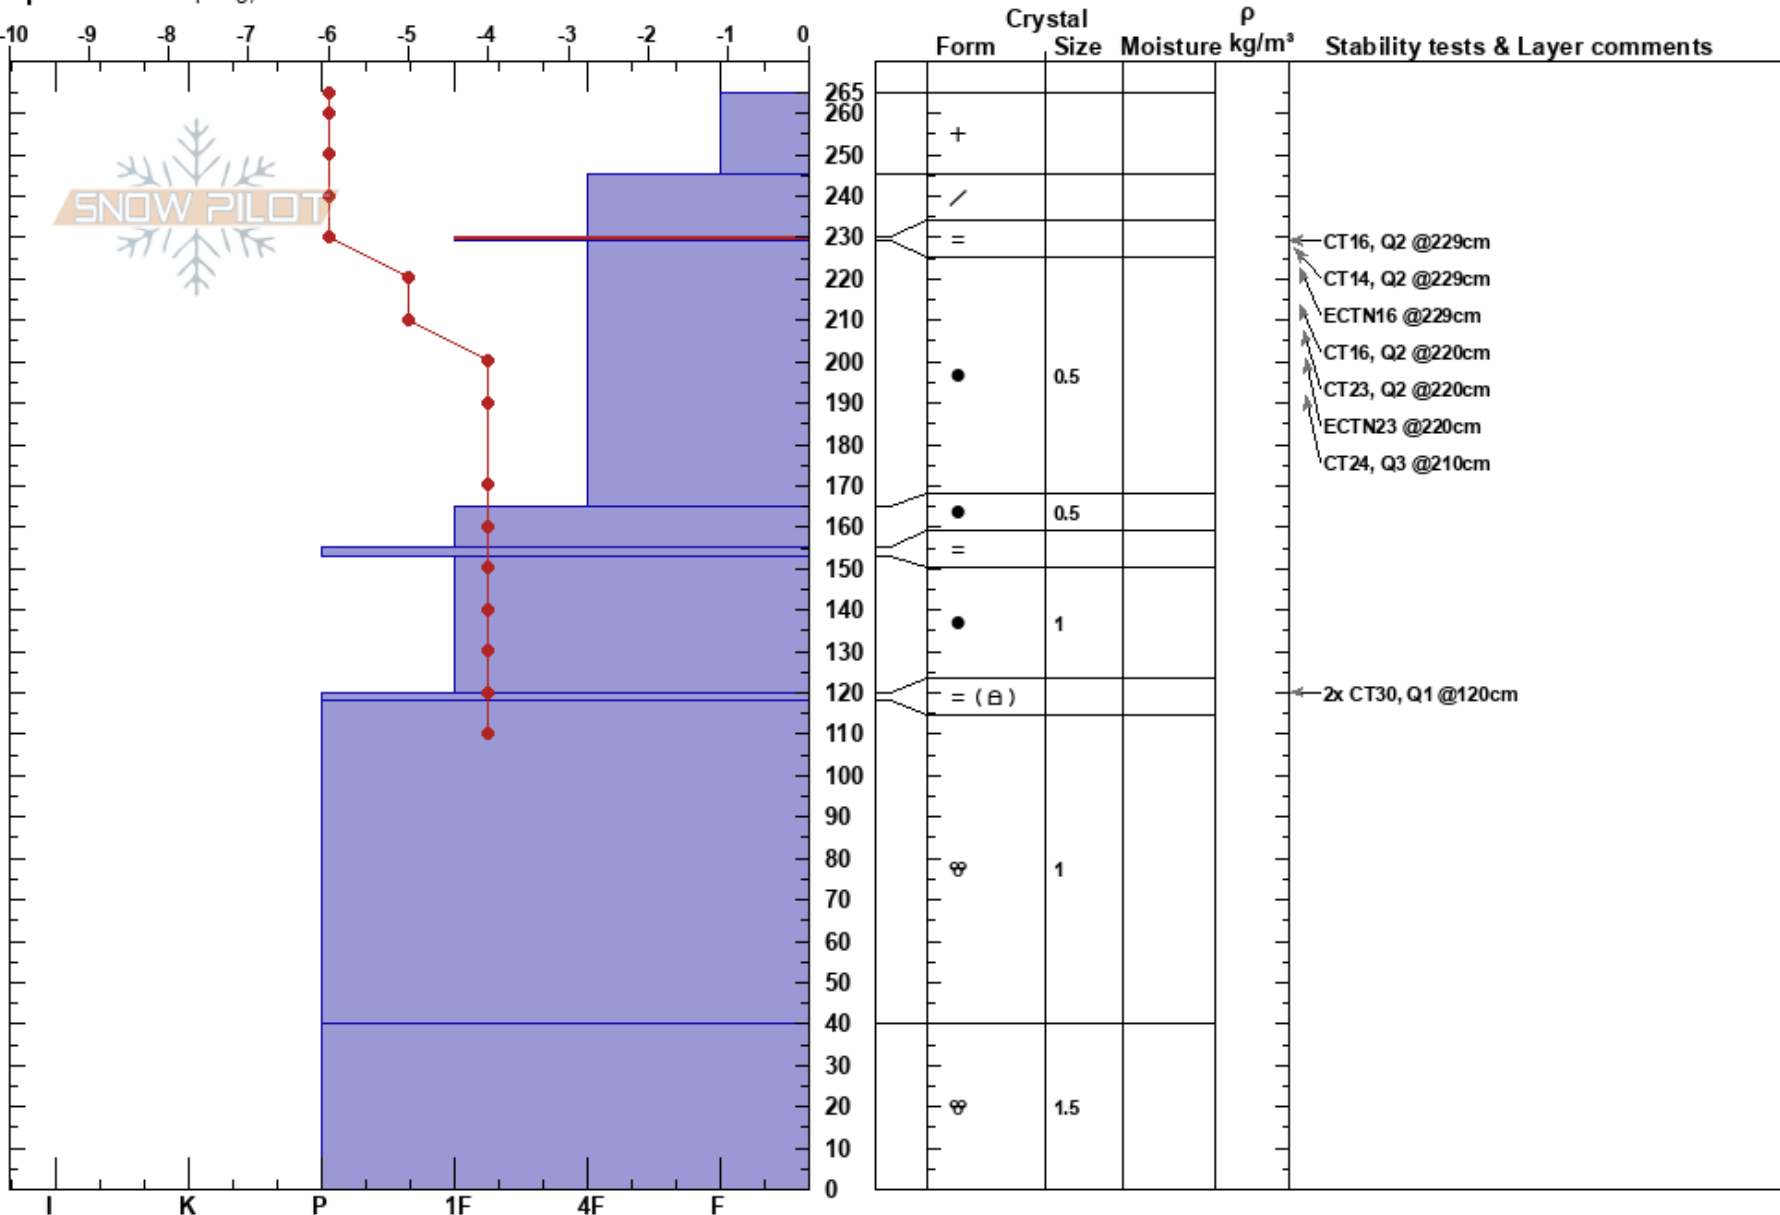 Crystal ρ
Form Size Moisture kg/m³ Stability tests & Layer comments
-10 -9 -8 -7 -6 -5 -4 -3 -2 -1 0
265
260
+
250
SNOW PILOT
240 /
230 = CT16, Q2 @229cm
220 CT14, Q2 @229cm
210 ECTN16 @229cm
200 CT16, Q2 @220cm
● 0.5
190 CT23, Q2 @220cm
180 ECTN23 @220cm
170 CT24, Q3 @210cm
160 ● 0.5
=
150
140 ● 1
130
120 = ( ) 2x CT30, Q1 @120cm
110
100
90
80 1
70
60
50
40
30
20 1.5
10
0
I K P 1F 4F F